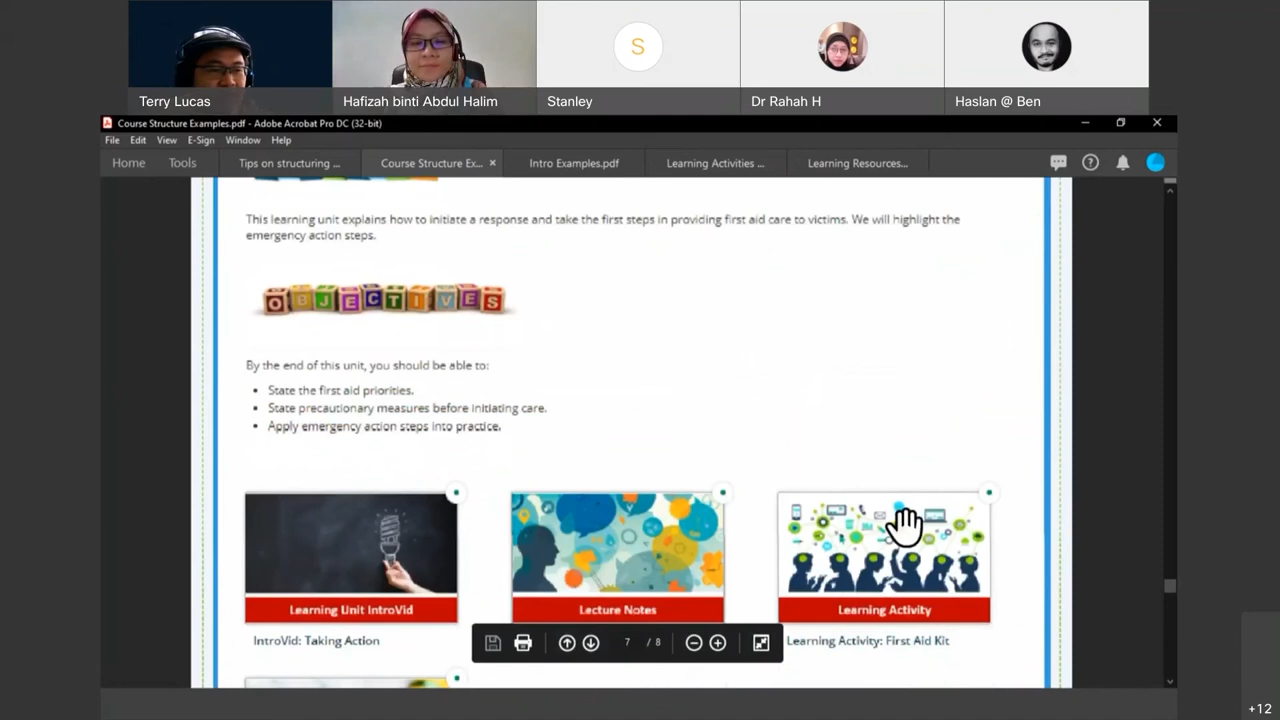 S
Terry Lucas
Hafizah binti Abdul Halim
Stanley
Dr Rahah H
Haslan @ Ben
Course Structure Examples.pdf - Adobe Acrobat Pro DC (32-bit)
File Edit View E-Sign Window Help
Home Tools Tips on structuring ... Course Structure Ex... × Intro Examples.pdf Learning Activities ... Learning Resources...
This learning unit explains how to initiate a response and take the first steps in providing first aid care to victims. We will highlight the
emergency action steps.
OBJECTIVES
By the end of this unit, you should be able to:
• State the first aid priorities.
• State precautionary measures before initiating care.
• Apply emergency action steps into practice.
Learning Unit IntroVid
Lecture Notes
Learning Activity
IntroVid: Taking Action
Learning Activity: First Aid Kit
7 / 8
+12